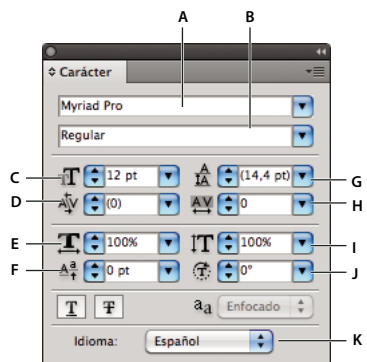 A B
Carácter
Myriad Pro
Regular
C 12 pt (14,4 pt) G
D (0) 0 H
E 100% 100% I
F 0 pt 0° J
T T aa Enfocado
Idioma: Español K